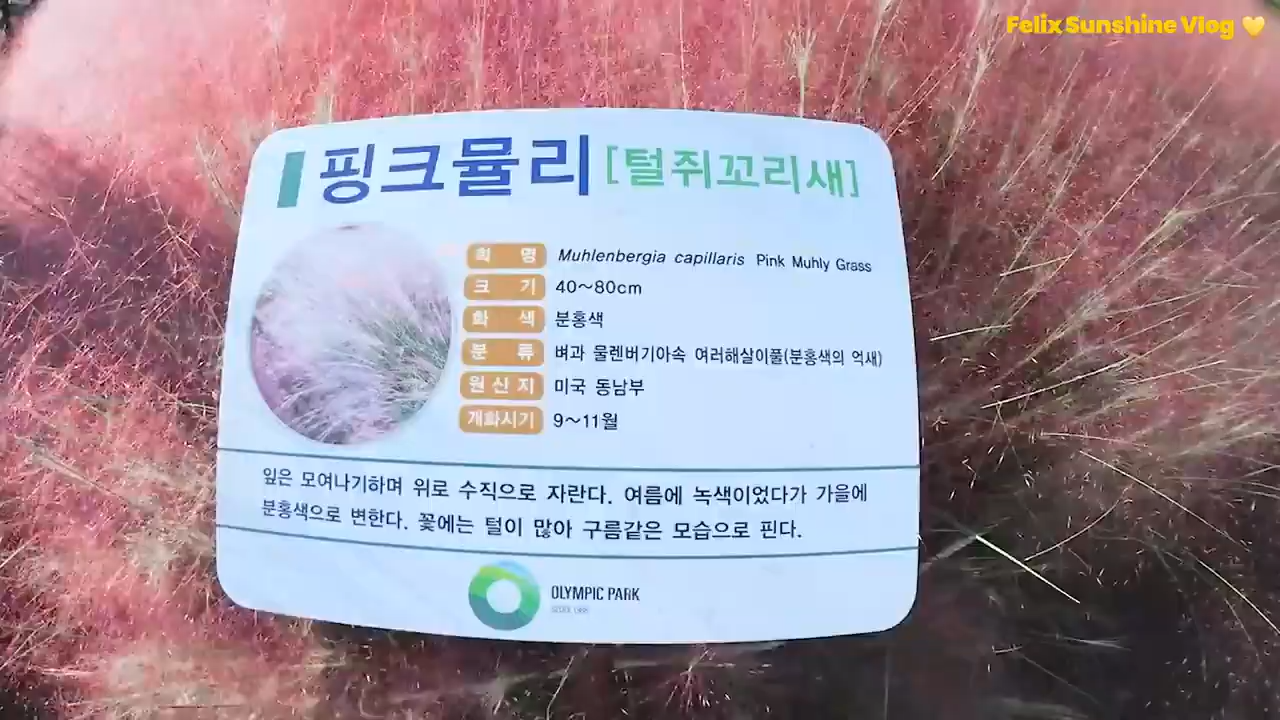 Felix Sunshine Vlog 💛
핑크뮬리 [털쥐꼬리새]
학 명 Muhlenbergia capillaris Pink Muhly Grass
크 기 40~80cm
화 색 분홍색
분 류 벼과 물렌버기아속 여러해살이풀(분홍색의 억새)
원산지 미국 동남부
개화시기 9~11월
잎은 모여나기하며 위로 수직으로 자란다. 여름에 녹색이었다가 가을에
분홍색으로 변한다. 꽃에는 털이 많아 구름같은 모습으로 핀다.
OLYMPIC PARK